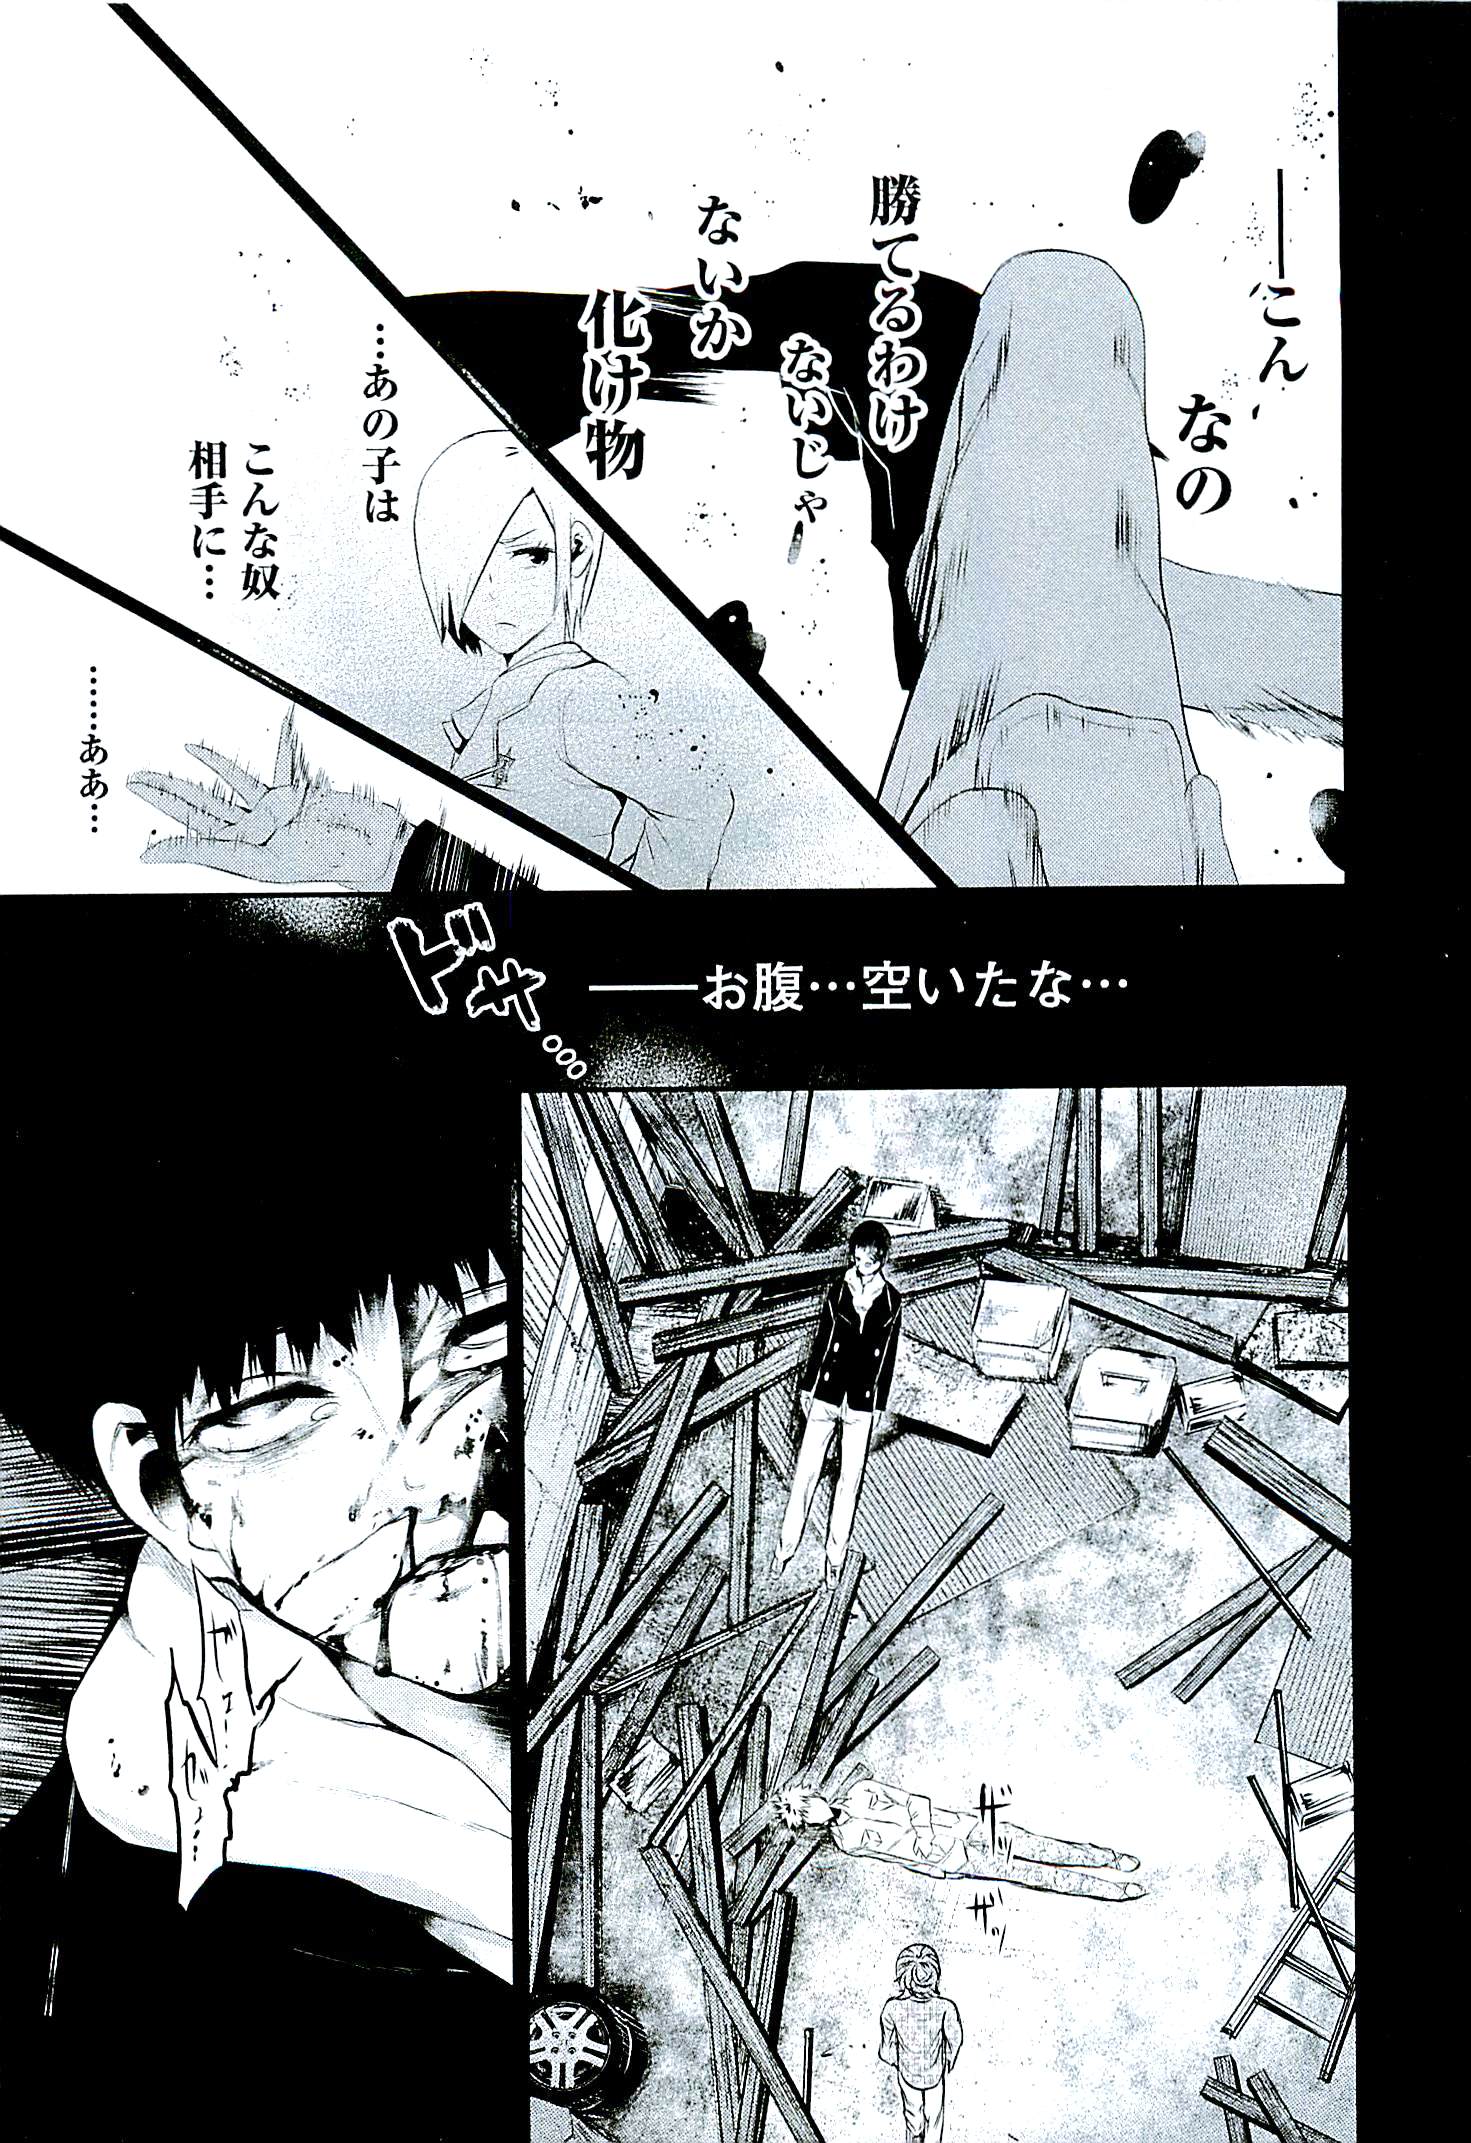 ──こん
なの
勝てるわけ
ないじゃ
ないか
化け物
…あの子は
こんな奴
相手に…
……ああ…
ドサ…
──お腹…空いたな…
ザッ
ザッ